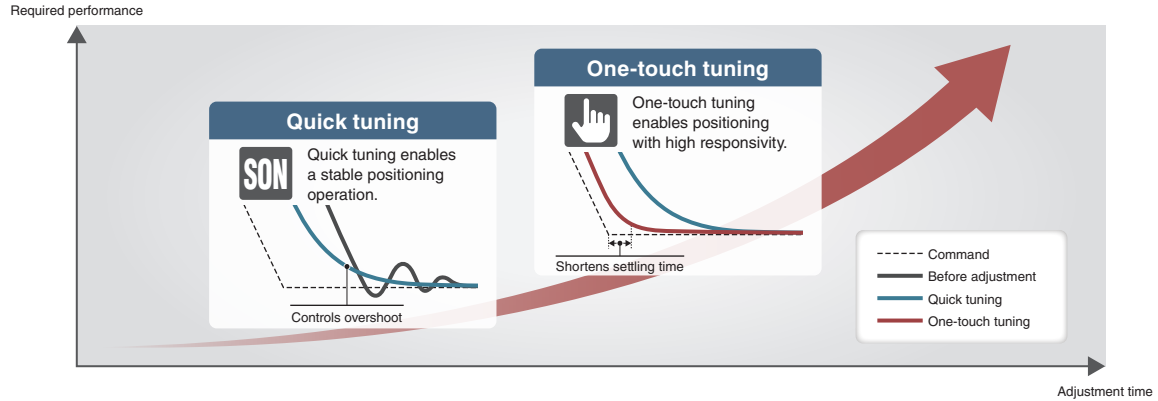 Required performance
One-touch tuning
One-touch tuning
enables positioning
with high responsivity.
Shortens settling time
Quick tuning
SON
Quick tuning enables
a stable positioning
operation.
Controls overshoot
Command
Before adjustment
Quick tuning
One-touch tuning
Adjustment time